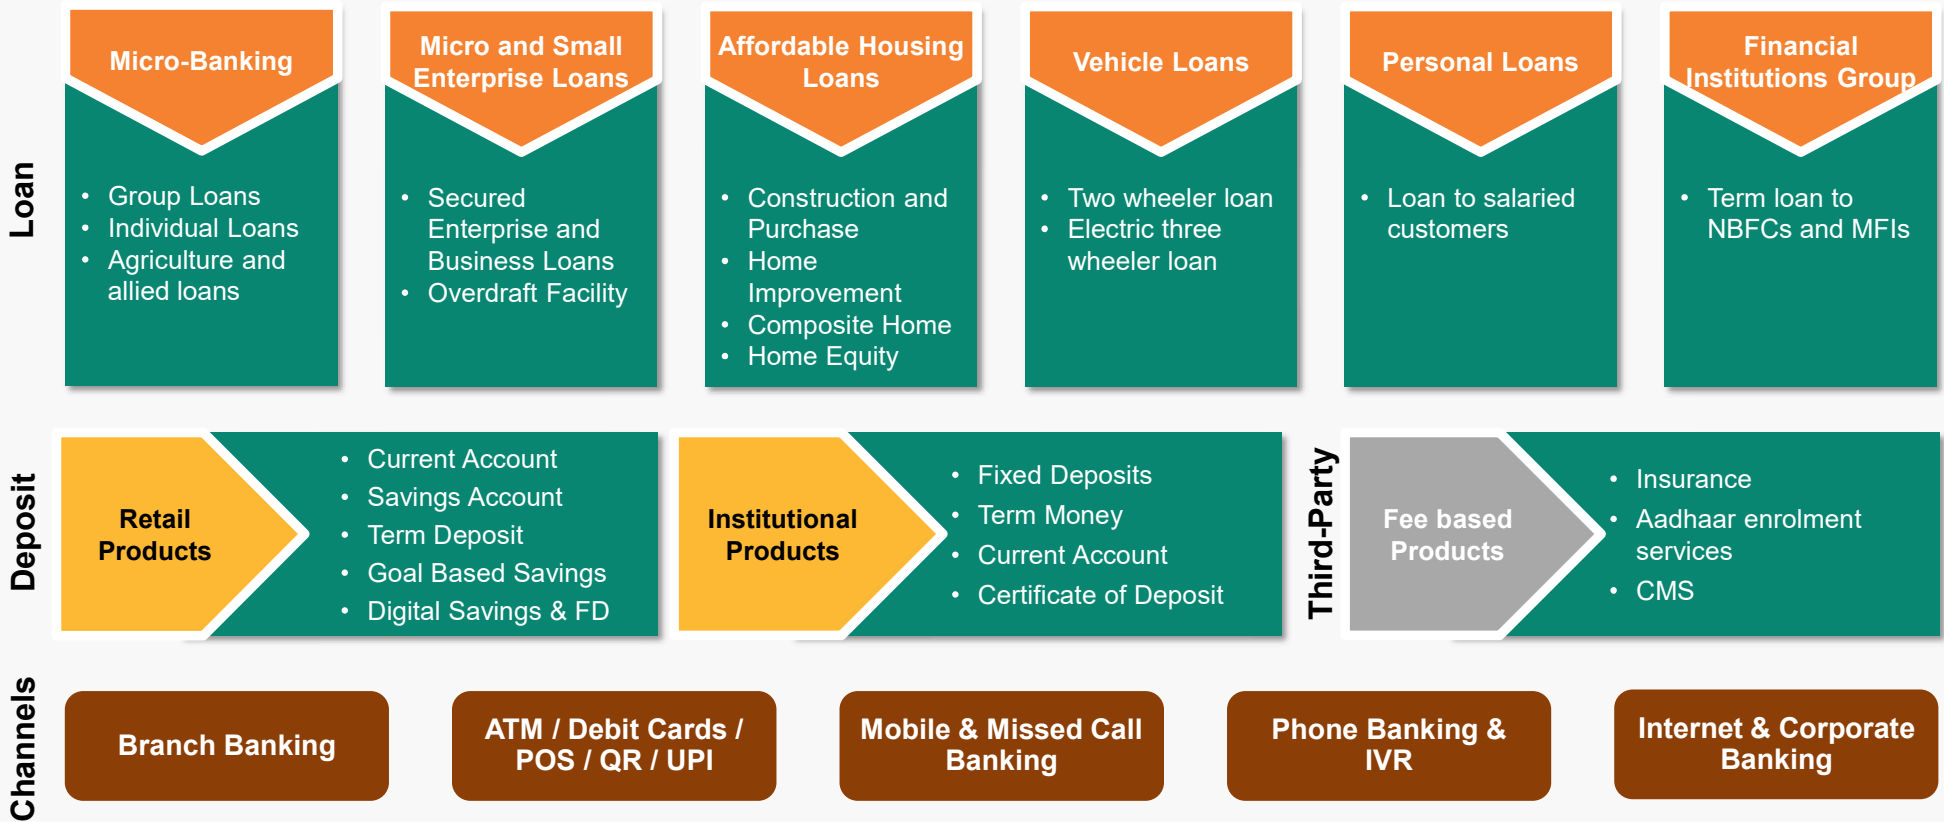 Loan
Micro-Banking
• Group Loans
• Individual Loans
• Agriculture and
allied loans
Micro and Small
Enterprise Loans
• Secured
Enterprise and
Business Loans
• Overdraft Facility
Affordable Housing
Loans
• Construction and
Purchase
• Home
Improvement
• Composite Home
• Home Equity
Vehicle Loans
• Two wheeler loan
• Electric three
wheeler loan
Personal Loans
• Loan to salaried
customers
Financial
Institutions Group
• Term loan to
NBFCs and MFIs
Deposit
Retail
Products
• Current Account
• Savings Account
• Term Deposit
• Goal Based Savings
• Digital Savings & FD
Institutional
Products
• Fixed Deposits
• Term Money
• Current Account
• Certificate of Deposit
Third-Party
Fee based
Products
• Insurance
• Aadhaar enrolment
services
• CMS
Channels
Branch Banking
ATM / Debit Cards /
POS / QR / UPI
Mobile & Missed Call
Banking
Phone Banking &
IVR
Internet & Corporate
Banking